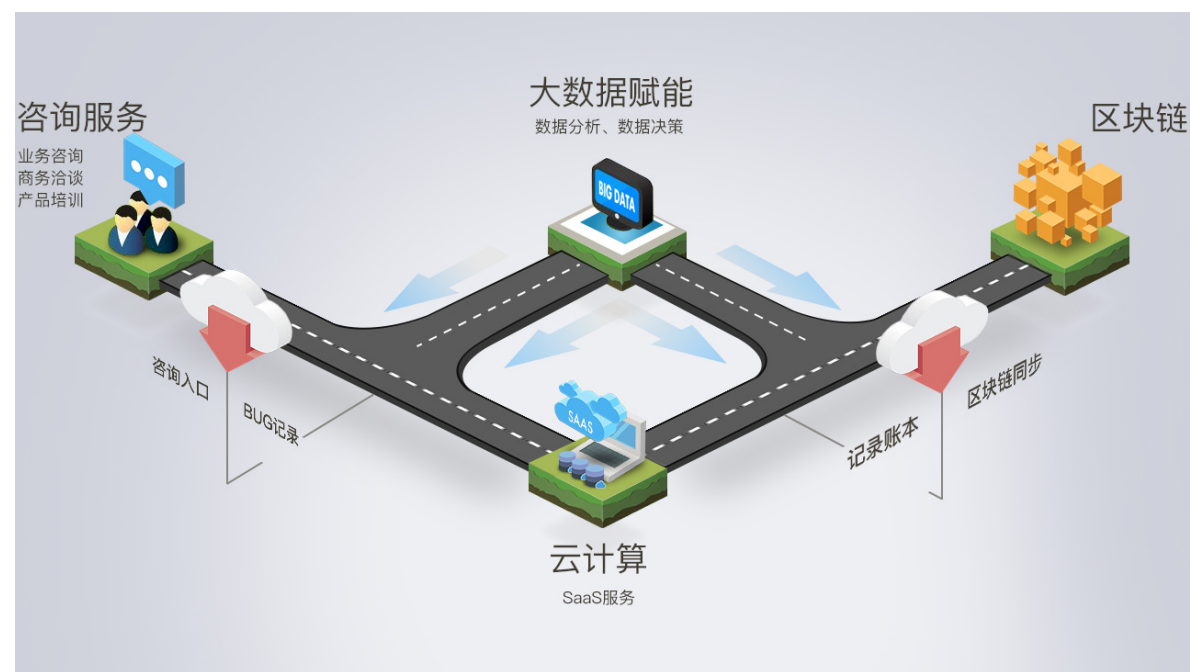 咨询服务
业务咨询
商务洽谈
产品培训
大数据赋能
数据分析、数据决策
BIG DATA
区块链
咨询入口
BUG记录
SAAS
记录账本
区块链同步
云计算
SaaS服务